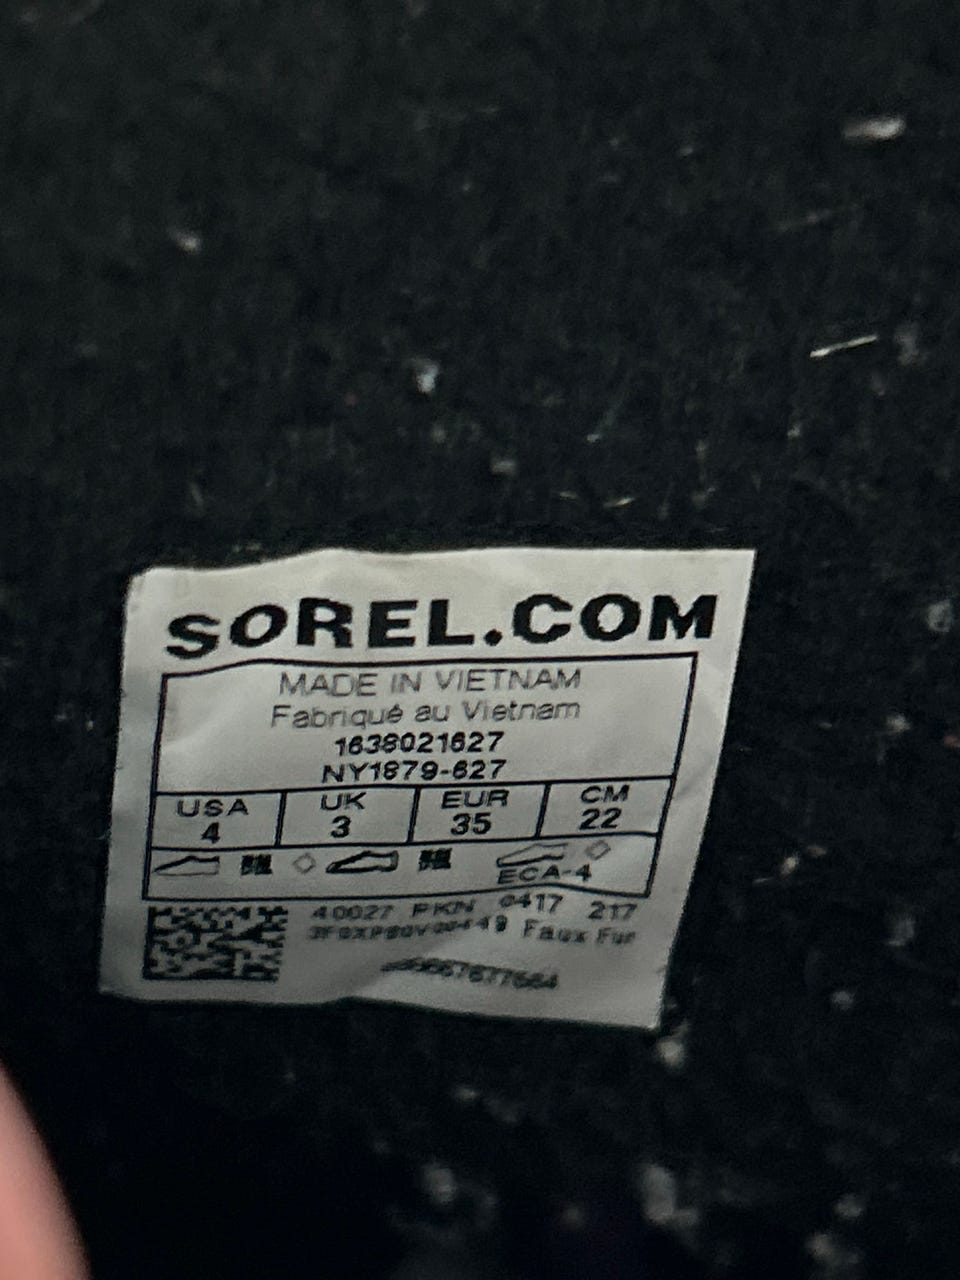 SOREL.COM
MADE IN VIETNAM
Fabriqué au Vietnam
1638021627
NY1879-627
USA UK EUR CM
4 3 35 22
ECA-4
40027 PKN 0417 217
Faux Fur